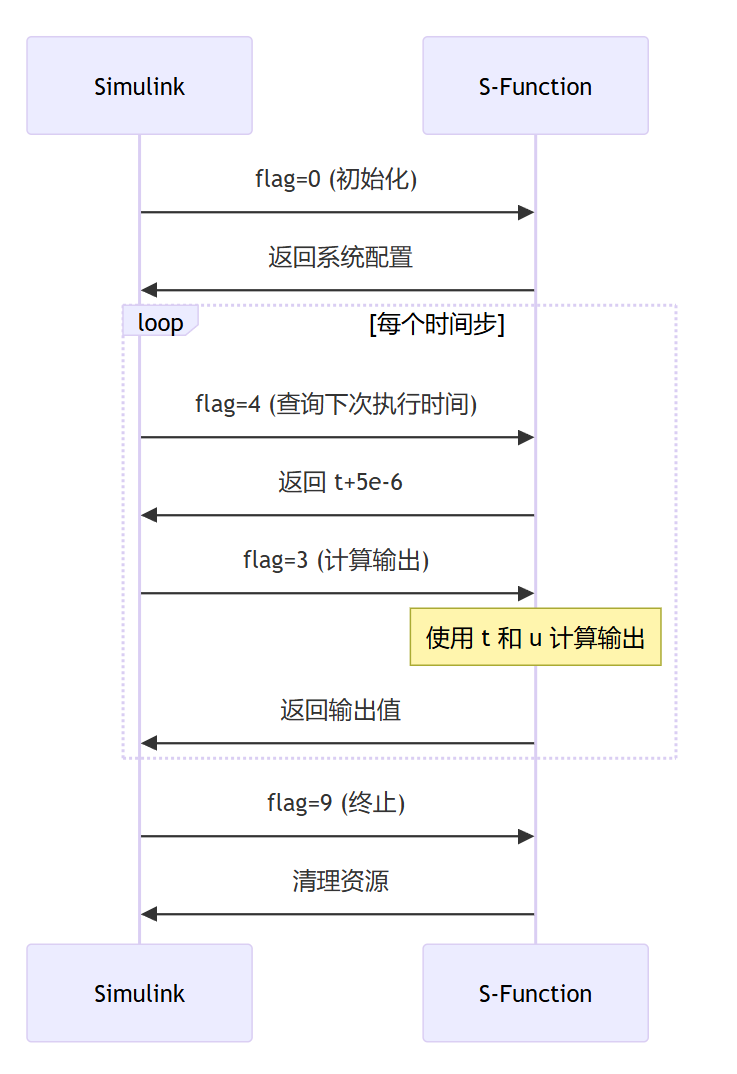 Simulink
S-Function
flag=0 (初始化)
返回系统配置
loop
[每个时间步]
flag=4 (查询下次执行时间)
返回 t+5e-6
flag=3 (计算输出)
使用 t 和 u 计算输出
返回输出值
flag=9 (终止)
清理资源
Simulink
S-Function